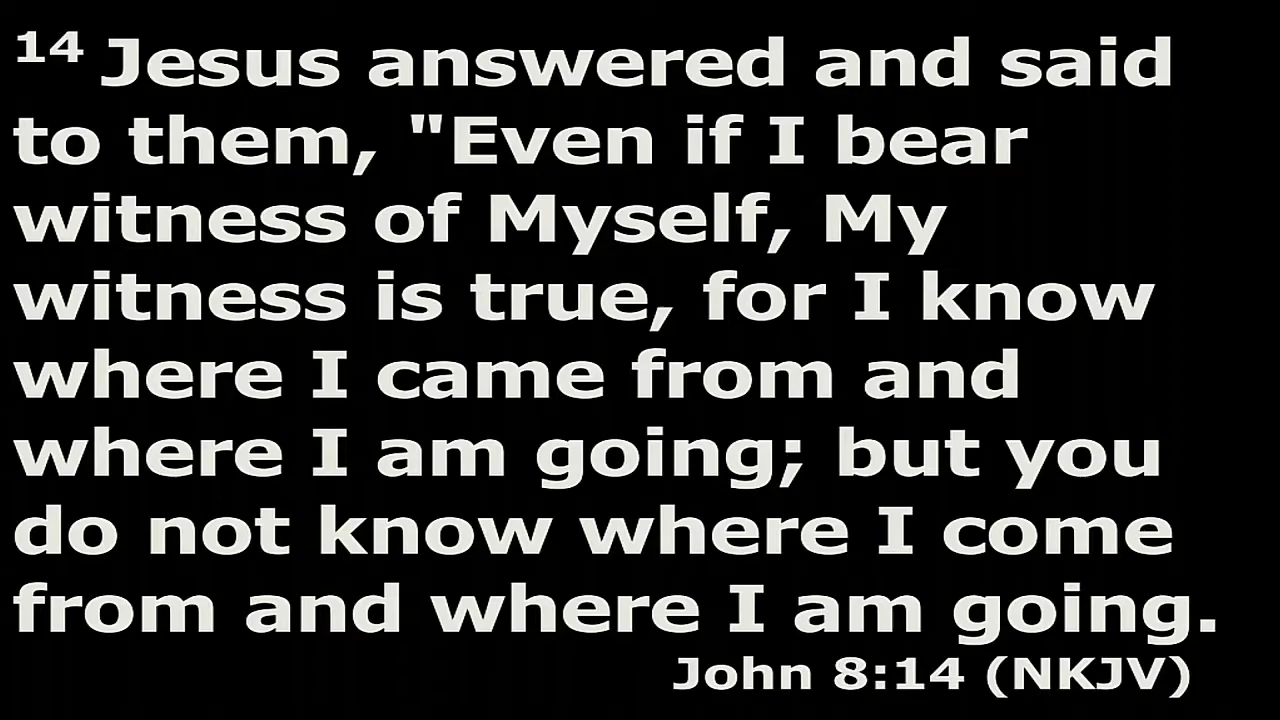 14 Jesus answered and said
to them, "Even if I bear
witness of Myself, My
witness is true, for I know
where I came from and
where I am going; but you
do not know where I come
from and where I am going.
John 8:14 (NKJV)